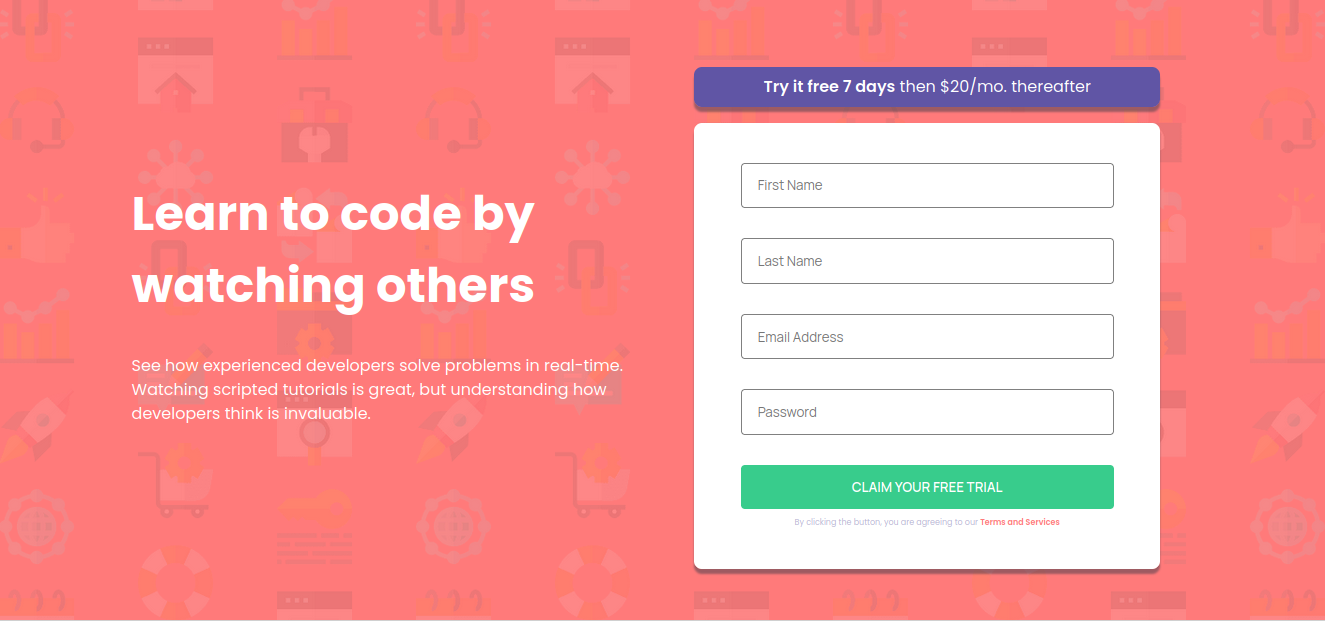 Learn to code by
watching others
See how experienced developers solve problems in real-time.
Watching scripted tutorials is great, but understanding how
developers think is invaluable.
Try it free 7 days then $20/mo. thereafter
First Name
Last Name
Email Address
Password
CLAIM YOUR FREE TRIAL
By clicking the button, you are agreeing to our Terms and Services